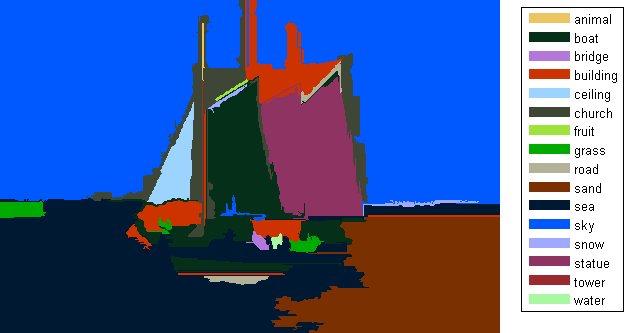 animal
boat
bridge
building
ceiling
church
fruit
grass
road
sand
sea
sky
snow
statue
tower
water